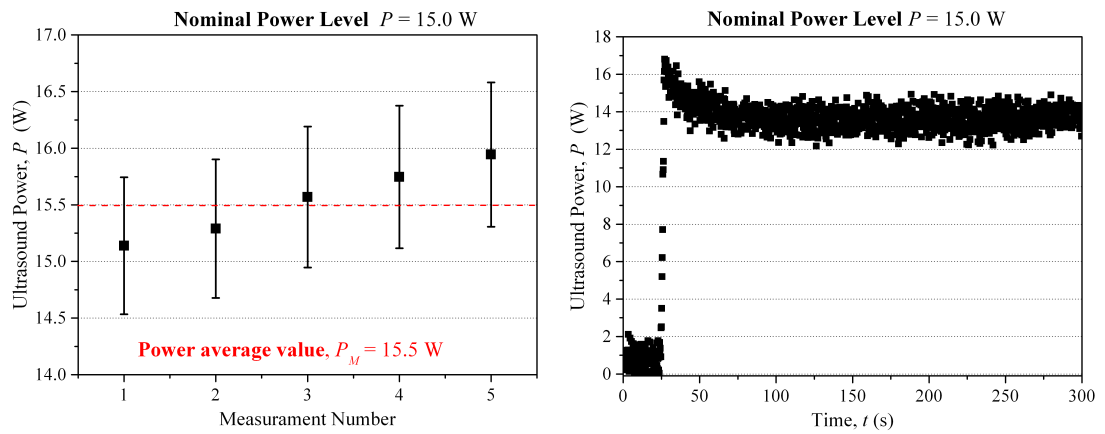 Nominal Power Level P = 15.0 W
17.0
16.5
16.0
15.5
15.0
14.5
14.0
Ultrasound Power, P (W)
Power average value, P_M = 15.5 W
1 2 3 4 5
Measurament Number
Nominal Power Level P = 15.0 W
18
16
14
12
10
8
6
4
2
0
Ultrasound Power, P (W)
0 50 100 150 200 250 300
Time, t (s)